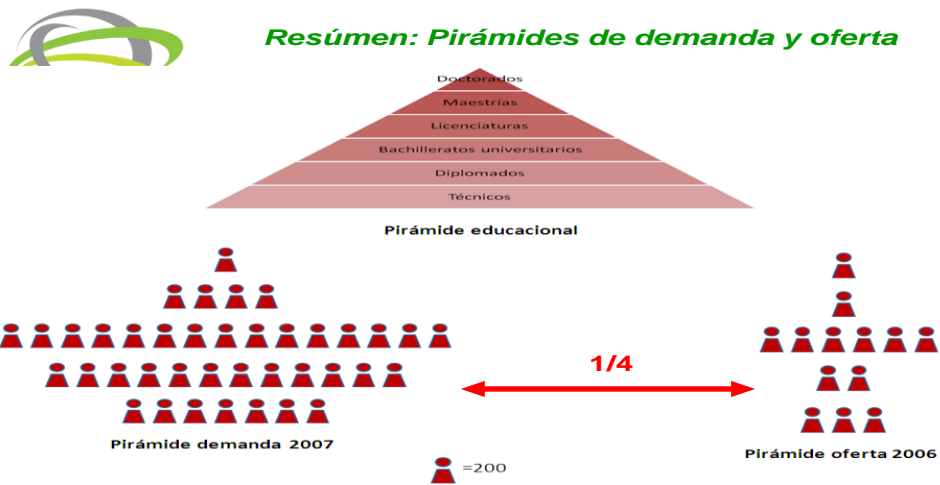 Resúmen: Pirámides de demanda y oferta
Doctorados
Maestrías
Licenciaturas
Bachilleratos universitarios
Diplomados
Técnicos
Pirámide educacional
1/4
Pirámide demanda 2007
Pirámide oferta 2006
=200